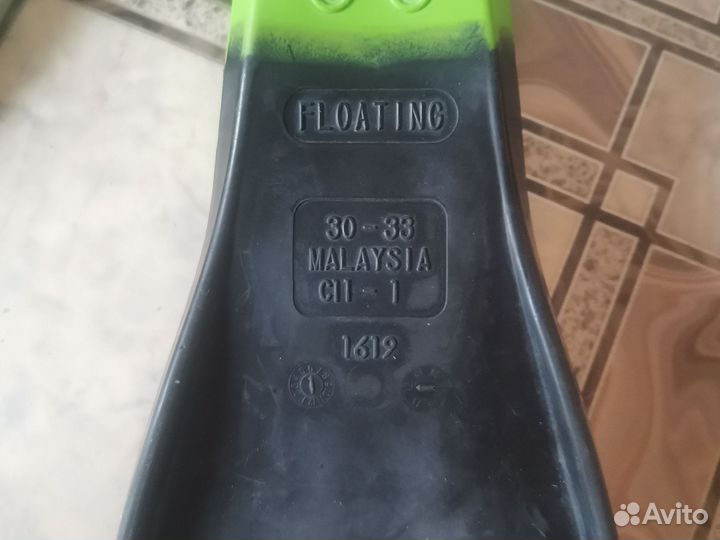 FLOATING
30-33
MALAYSIA
C11-1
1619
Avito